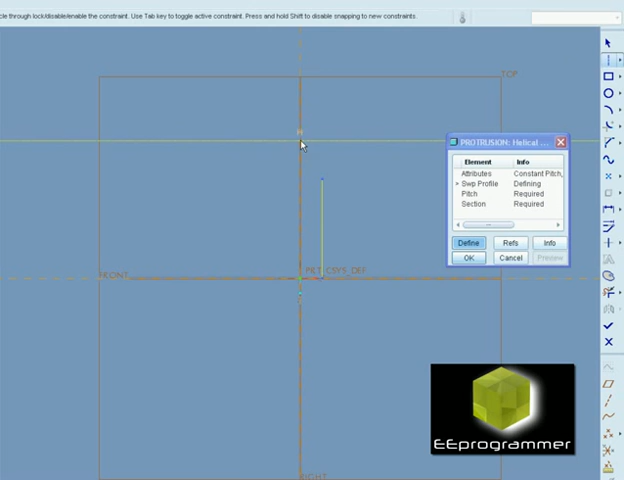 cle through lock/disable/enable the constraint. Use Tab key to toggle active constraint. Press and hold Shift to disable snapping to new constraints.
TOP
H
PROTRUSION: Helical ...
Element Info
Attributes Constant Pitch,
> Swp Profile Defining
Pitch Required
Section Required
Define Refs Info
OK Cancel Preview
FRONT
CSYS_DEF
EEprogrammer
RIGHT